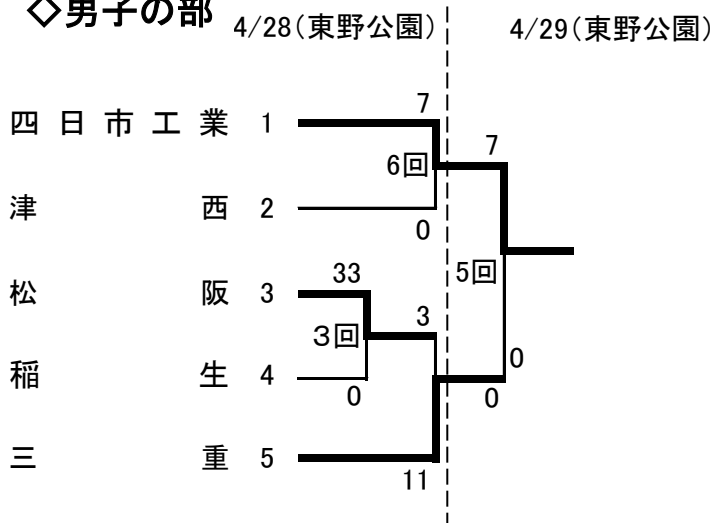 ◇男子の部
4/28(東野公園)
4/29(東野公園)
四日市工業 1
7
7
6回
津西 2
0
5回
松阪 3
33
3
３回
0
稲生 4
0
0
三重 5
11